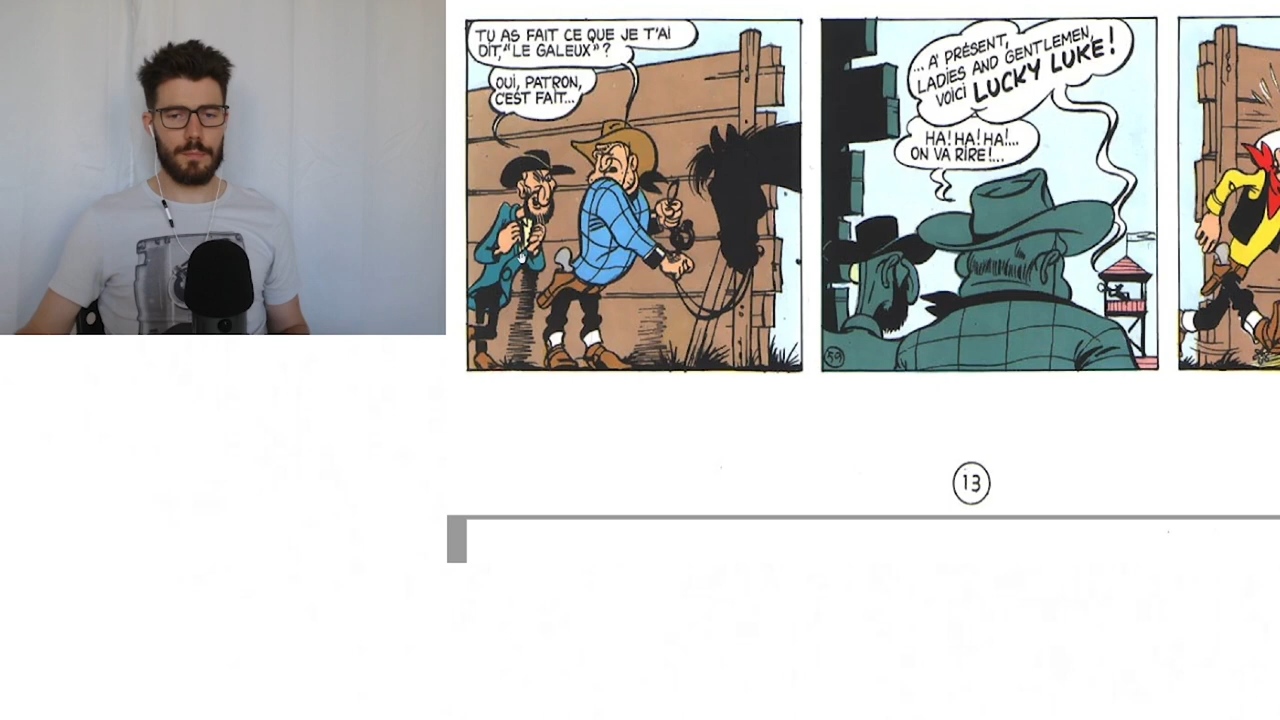 TU AS FAIT CE QUE JE T'AI
DIT, "LE GALEUX"?
OUI, PATRON,
C'EST FAIT...
... A' PRÉSENT,
LADIES AND GENTLEMEN,
VOICI LUCKY LUKE!
HA! HA! HA!...
ON VA RIRE!...
59
13